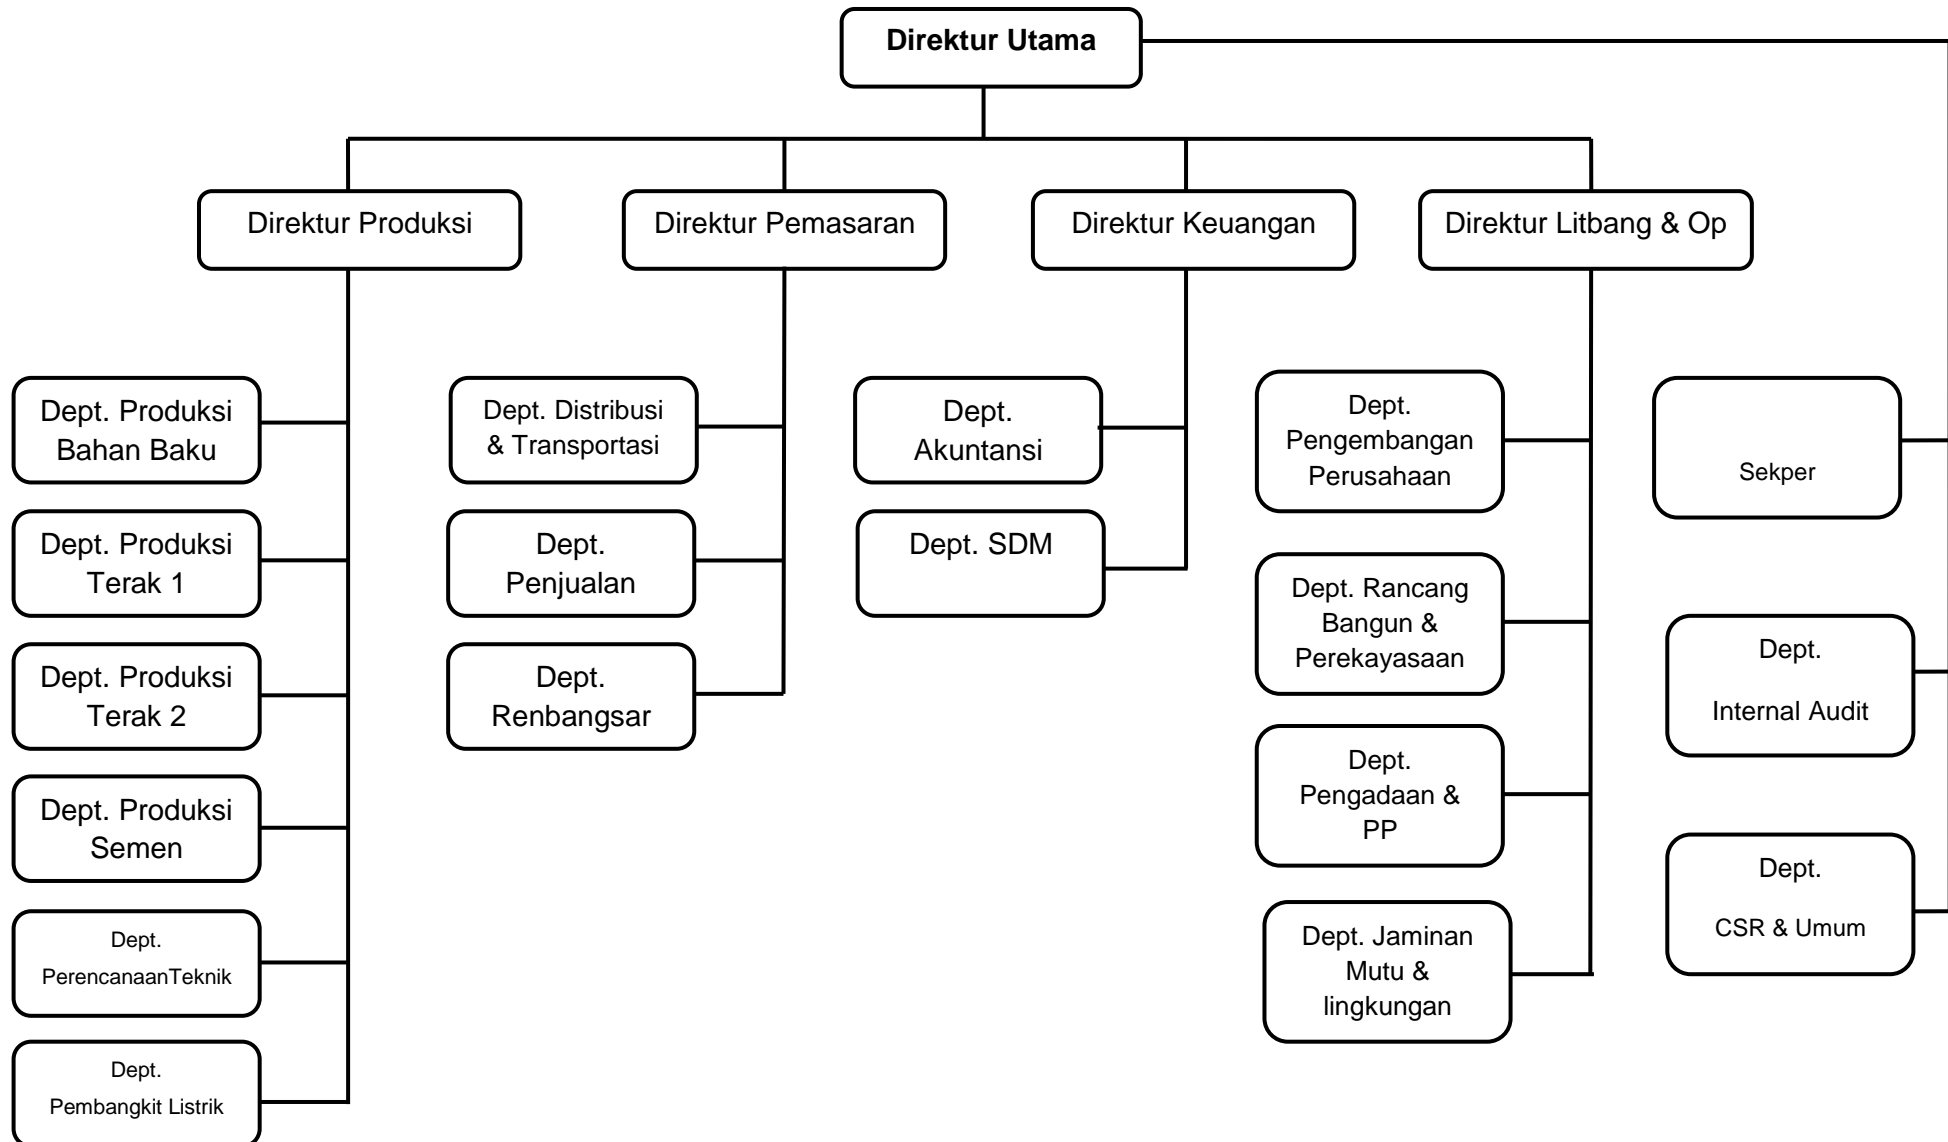 Direktur Utama
Direktur Produksi
Direktur Pemasaran
Direktur Keuangan
Direktur Litbang & Op
Dept. Produksi
Bahan Baku
Dept. Produksi
Terak 1
Dept. Produksi
Terak 2
Dept. Produksi
Semen
Dept.
PerencanaanTeknik
Dept.
Pembangkit Listrik
Dept. Distribusi
& Transportasi
Dept.
Penjualan
Dept.
Renbangsar
Dept.
Akuntansi
Dept. SDM
Dept.
Pengembangan
Perusahaan
Dept. Rancang
Bangun &
Perekayasaan
Dept.
Pengadaan &
PP
Dept. Jaminan
Mutu &
lingkungan
Sekper
Dept.
Internal Audit
Dept.
CSR & Umum